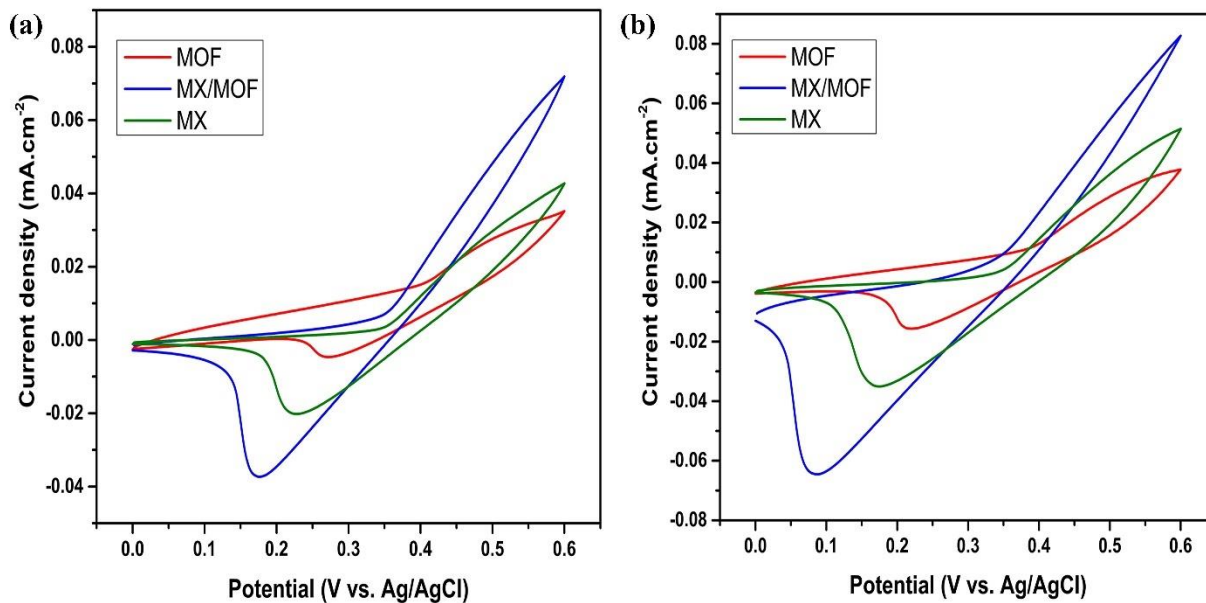 (a)
MOF
MX/MOF
MX
Current density (mA.cm-2)
0.08
0.06
0.04
0.02
0.00
-0.02
-0.04
0.0 0.1 0.2 0.3 0.4 0.5 0.6
Potential (V vs. Ag/AgCl)
(b)
MOF
MX/MOF
MX
Current density (mA.cm-2)
0.08
0.06
0.04
0.02
0.00
-0.02
-0.04
-0.06
-0.08
0.0 0.1 0.2 0.3 0.4 0.5 0.6
Potential (V vs. Ag/AgCl)